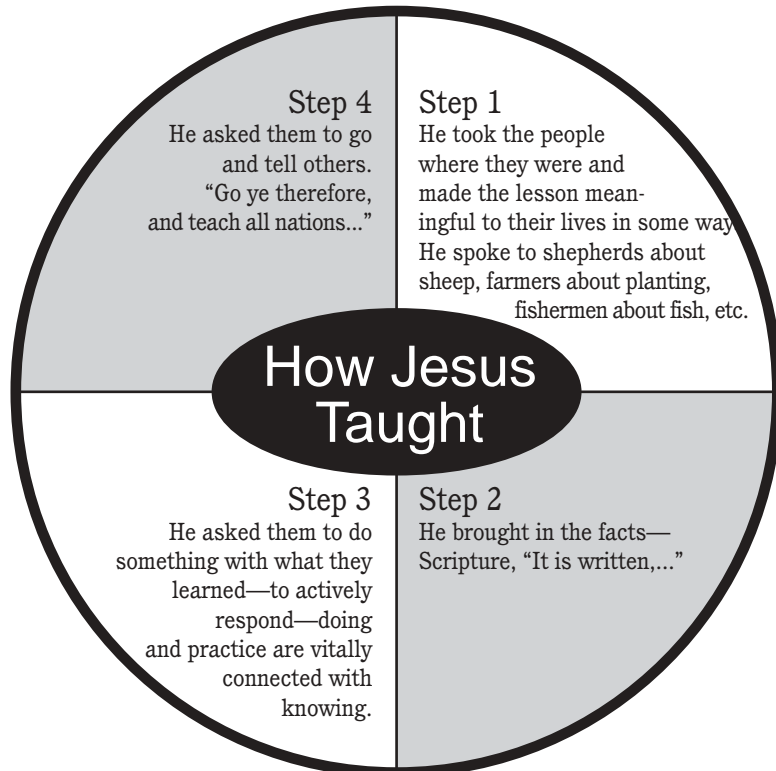 Step 4
He asked them to go
and tell others.
“Go ye therefore,
and teach all nations...”
Step 1
He took the people
where they were and
made the lesson mean-
ingful to their lives in some way.
He spoke to shepherds about
sheep, farmers about planting,
fishermen about fish, etc.
How Jesus
Taught
Step 3
He asked them to do
something with what they
learned—to actively
respond—doing
and practice are vitally
connected with
knowing.
Step 2
He brought in the facts—
Scripture, “It is written,...”